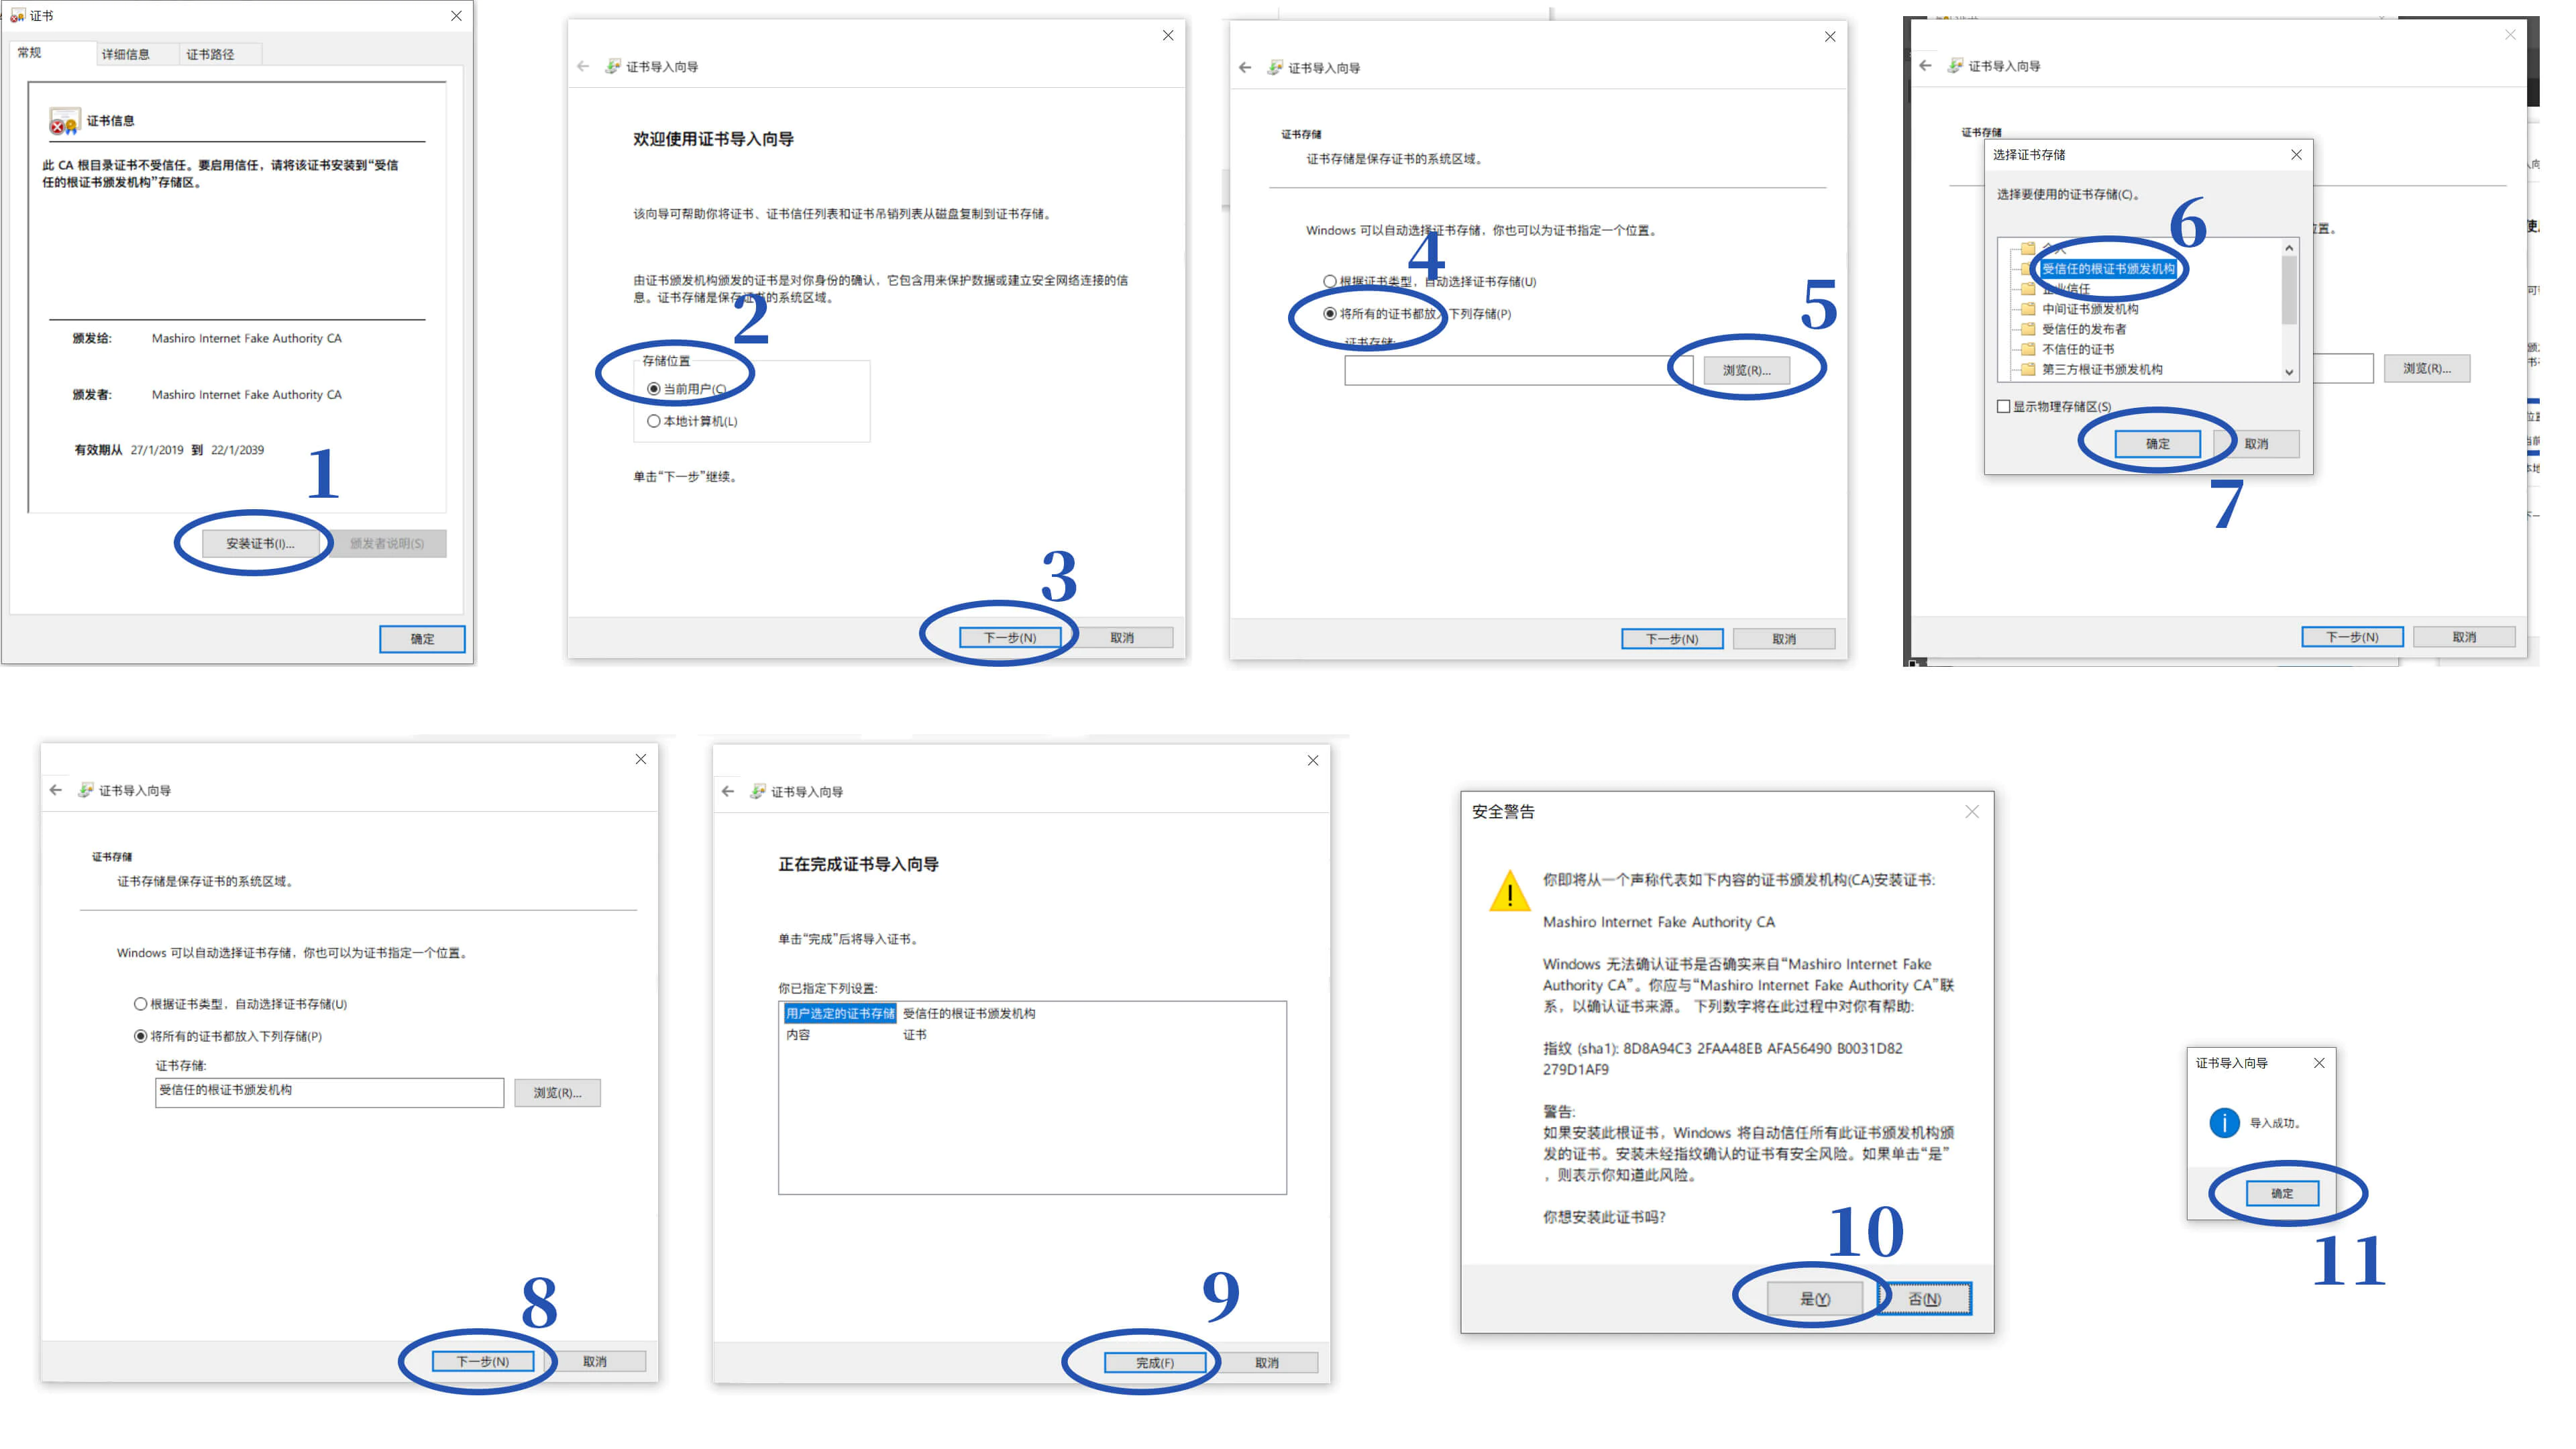 证书
常规
详细信息
证书路径
证书信息
此 CA 根目录证书不受信任。要启用信任，请将该证书安装到“受信
任的根证书颁发机构”存储区。
颁发给: Mashiro Internet Fake Authority CA
颁发者: Mashiro Internet Fake Authority CA
有效期从 27/1/2019 到 22/1/2039
1
安装证书(I)...
颁发者说明(S)
确定
证书导入向导
欢迎使用证书导入向导
该向导可帮助你将证书、证书信任列表和证书吊销列表从磁盘复制到证书存储。
由证书颁发机构颁发的证书是对你身份的确认，它包含用来保护数据或建立安全网络连接的信
息。证书存储是保存证书的系统区域。
2
存储位置
当前用户(C)
本地计算机(L)
单击“下一步”继续。
3
下一步(N)
取消
证书导入向导
证书存储
证书存储是保存证书的系统区域。
Windows 可以自动选择证书存储，你也可以为证书指定一个位置。
4
根据证书类型，自动选择证书存储(U)
将所有的证书都放入下列存储(P)
5
证书存储:
浏览(R)...
下一步(N)
取消
证书导入向导
证书存储
选择证书存储
选择要使用的证书存储(C)。
6
个人
受信任的根证书颁发机构
企业信任
中间证书颁发机构
受信任的发布者
不信任的证书
第三方根证书颁发机构
显示物理存储区(S)
确定
取消
7
位置。
浏览(R)...
下一步(N)
取消
证书导入向导
证书存储
证书存储是保存证书的系统区域。
Windows 可以自动选择证书存储，你也可以为证书指定一个位置。
根据证书类型，自动选择证书存储(U)
将所有的证书都放入下列存储(P)
证书存储:
受信任的根证书颁发机构
浏览(R)...
8
下一步(N)
取消
证书导入向导
正在完成证书导入向导
单击“完成”后将导入证书。
你已指定下列设置:
用户选定的证书存储 受信任的根证书颁发机构
内容 证书
9
完成(F)
取消
安全警告
你即将从一个声称代表如下内容的证书颁发机构(CA)安装证书:
Mashiro Internet Fake Authority CA
Windows 无法确认证书是否确实来自“Mashiro Internet Fake
Authority CA”。你应与“Mashiro Internet Fake Authority CA”联
系，以确认证书来源。 下列数字将在此过程中对你有帮助:
指纹 (sha1): 8D8A94C3 2FAA48EB AFA56490 B0031D82
279D1AF9
警告:
如果安装此根证书，Windows 将自动信任所有此证书颁发机构颁
发的证书。安装未经指纹确认的证书有安全风险。如果单击“是”
，则表示你知道此风险。
你想安装此证书吗?
10
是(Y)
否(N)
证书导入向导
导入成功。
确定
11